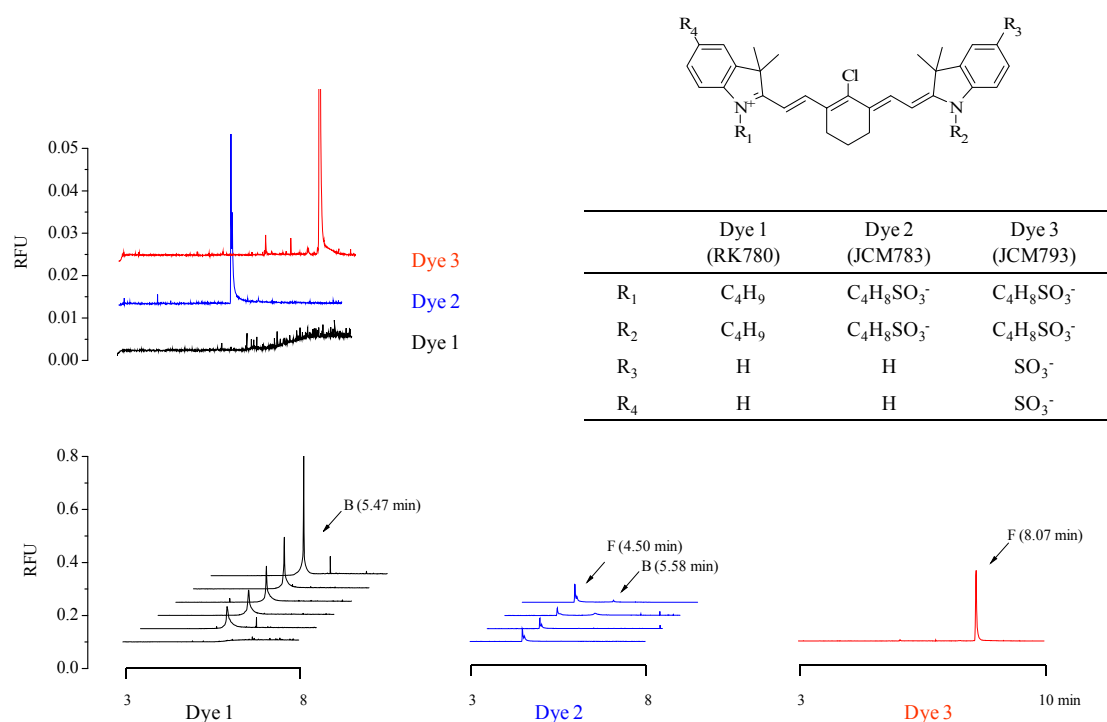 R₄
R₃
Cl
N⁺
N
R₁
R₂
0.05
0.04
0.03
0.02
0.01
0.00
RFU
Dye 3
Dye 2
Dye 1
Dye 1 Dye 2 Dye 3
(RK780) (JCM783) (JCM793)
R₁ C₄H₉ C₄H₈SO₃⁻ C₄H₈SO₃⁻
R₂ C₄H₉ C₄H₈SO₃⁻ C₄H₈SO₃⁻
R₃ H H SO₃⁻
R₄ H H SO₃⁻
0.8
0.6
0.4
0.2
0.0
RFU
B (5.47 min)
F (4.50 min)
B (5.58 min)
F (8.07 min)
3 8 3 8 3 10 min
Dye 1 Dye 2 Dye 3